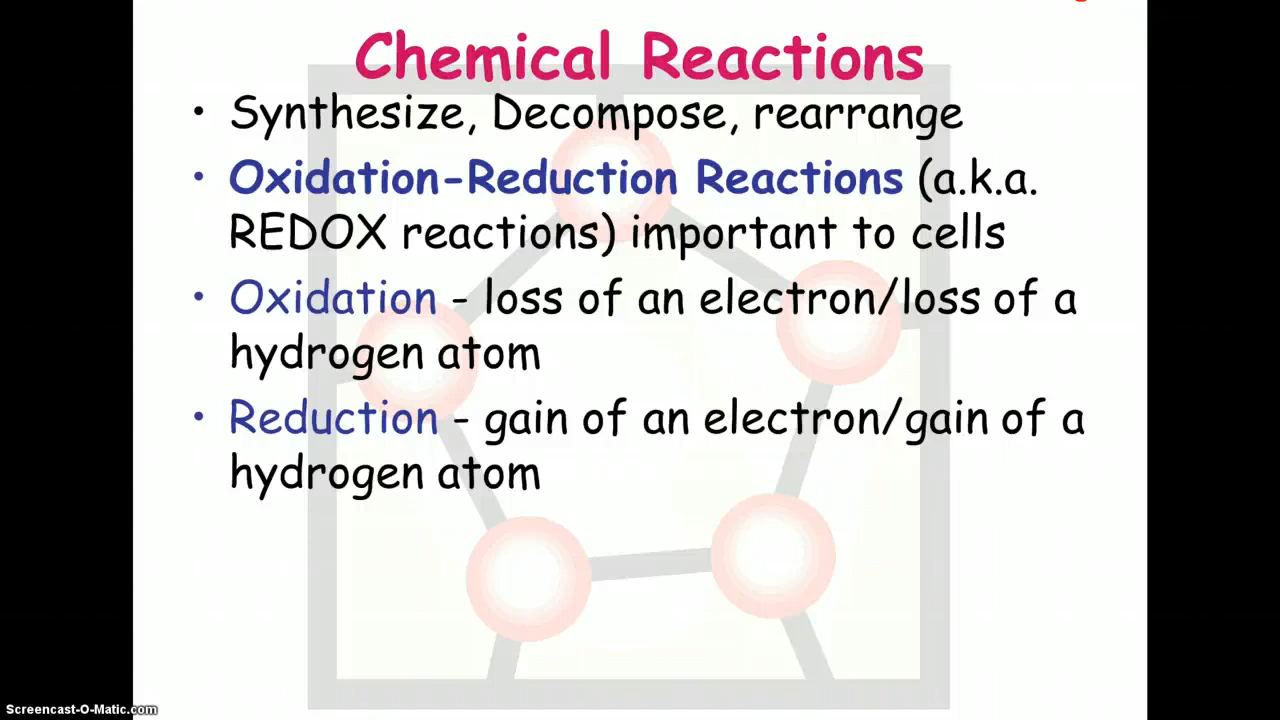 Chemical Reactions
• Synthesize, Decompose, rearrange
• Oxidation-Reduction Reactions (a.k.a.
REDOX reactions) important to cells
• Oxidation - loss of an electron/loss of a
hydrogen atom
• Reduction - gain of an electron/gain of a
hydrogen atom
Screencast-O-Matic.com